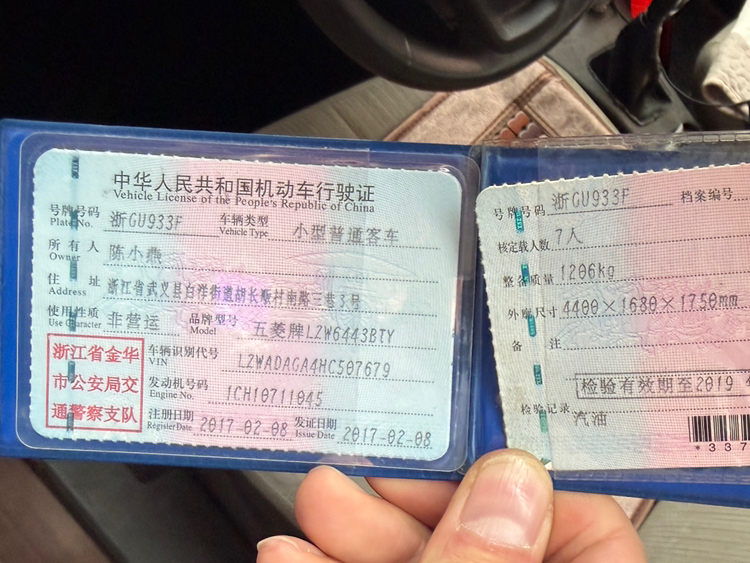 中华人民共和国机动车行驶证
Vehicle License of the People's Republic of China
号牌号码 Plate No. 浙GU933F 车辆类型 Vehicle Type 小型普通客车
所有人 Owner 陈小燕
住址 Address 浙江省武义县白洋街道胡长斯村南路三巷3号
使用性质 Use Character 非营运 品牌型号 Model 五菱牌LZW6443BTY
浙江省金华
市公安局交
通警察支队
车辆识别代号 VIN LZWADAGA4HC507679
发动机号码 Engine No. 1CH10711045
注册日期 Register Date 2017-02-08 发证日期 Issue Date 2017-02-08
号牌号码 浙GU933F 档案编号
核定载人数 7人
整备质量 1206kg
外廓尺寸 4400×1680×1750mm
备注
检验有效期至2019
检验记录 汽油
*337